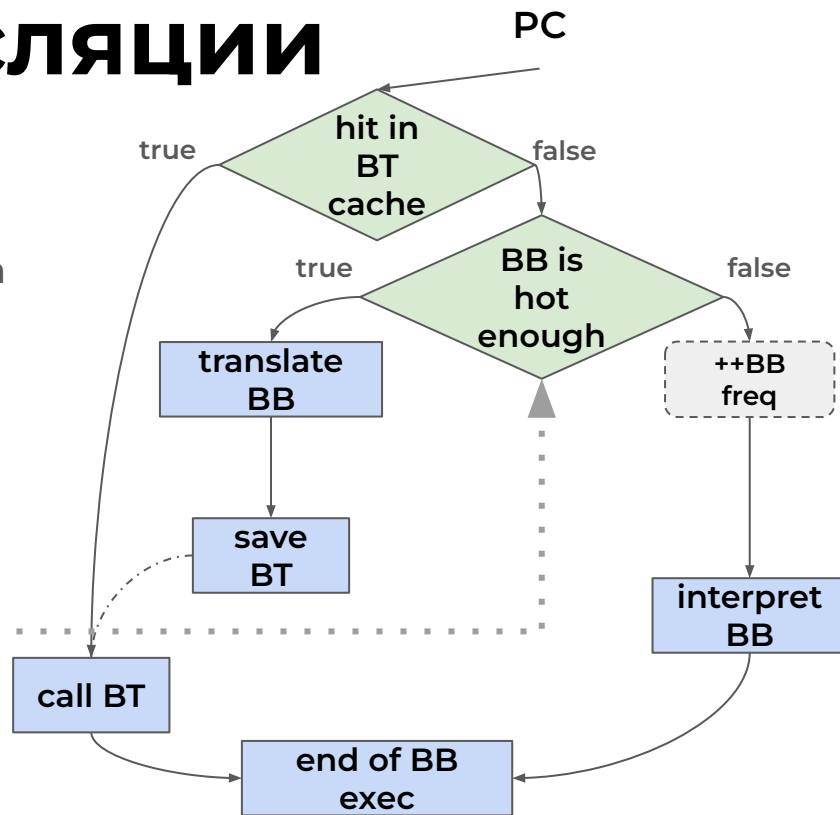 сляции
PC
hit in
BT
cache
true
false
BB is
hot
enough
true
false
translate
BB
++BB
freq
save
BT
interpret
BB
call BT
end of BB
exec